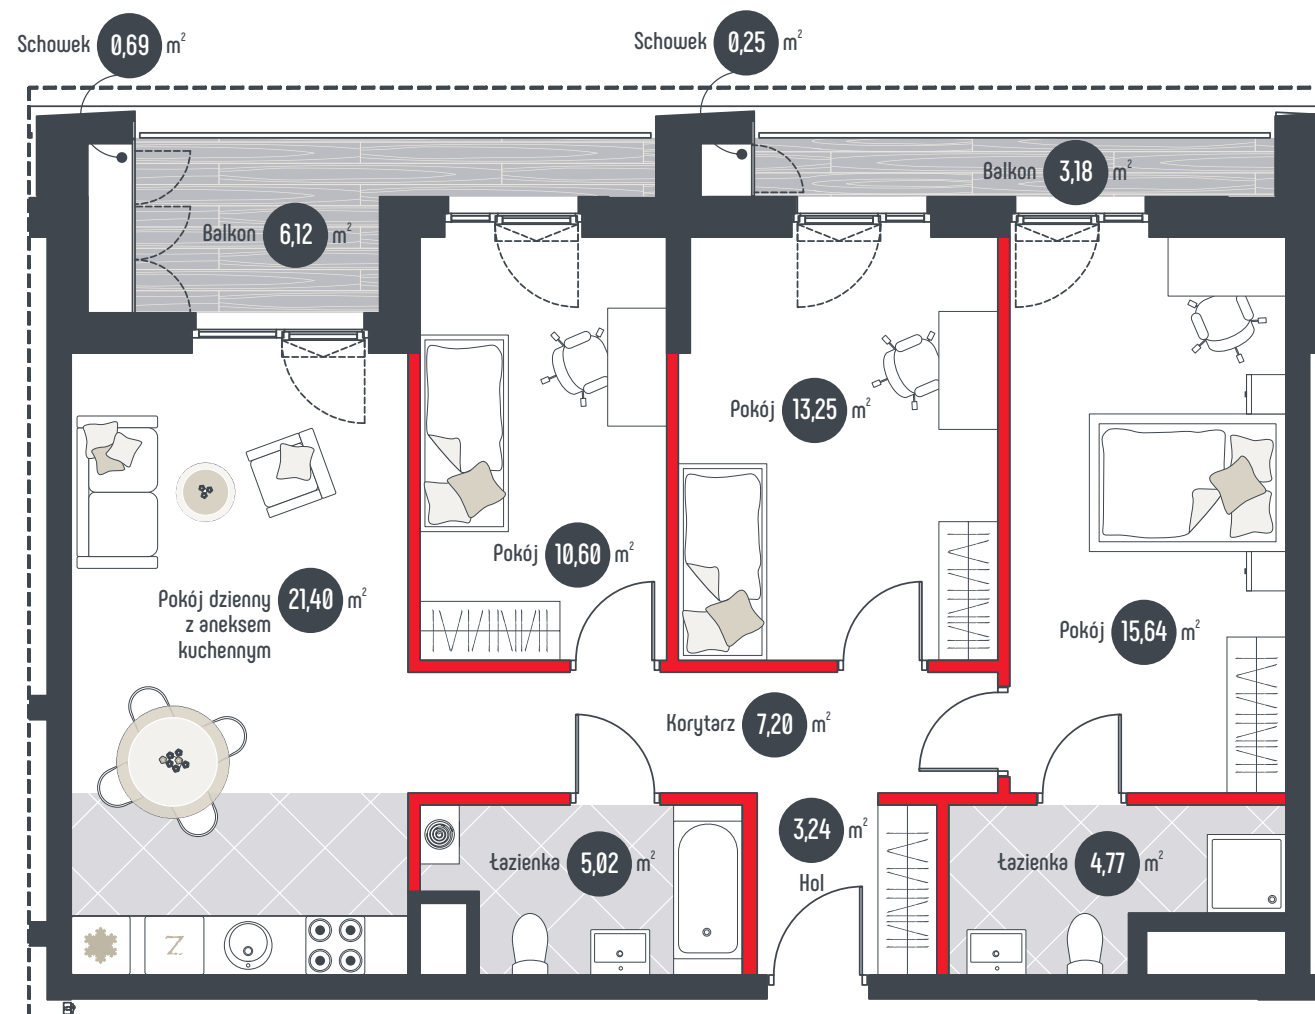 Schowek 0,69 m²
Schowek 0,25 m²
Balkon 3,18 m²
Balkon 6,12 m²
Pokój 13,25 m²
Pokój 10,60 m²
Pokój dzienny 21,40 m²
z aneksem
kuchennym
Pokój 15,64 m²
Korytarz 7,20 m²
3,24 m²
Hol
Łazienka 5,02 m²
Łazienka 4,77 m²
Z